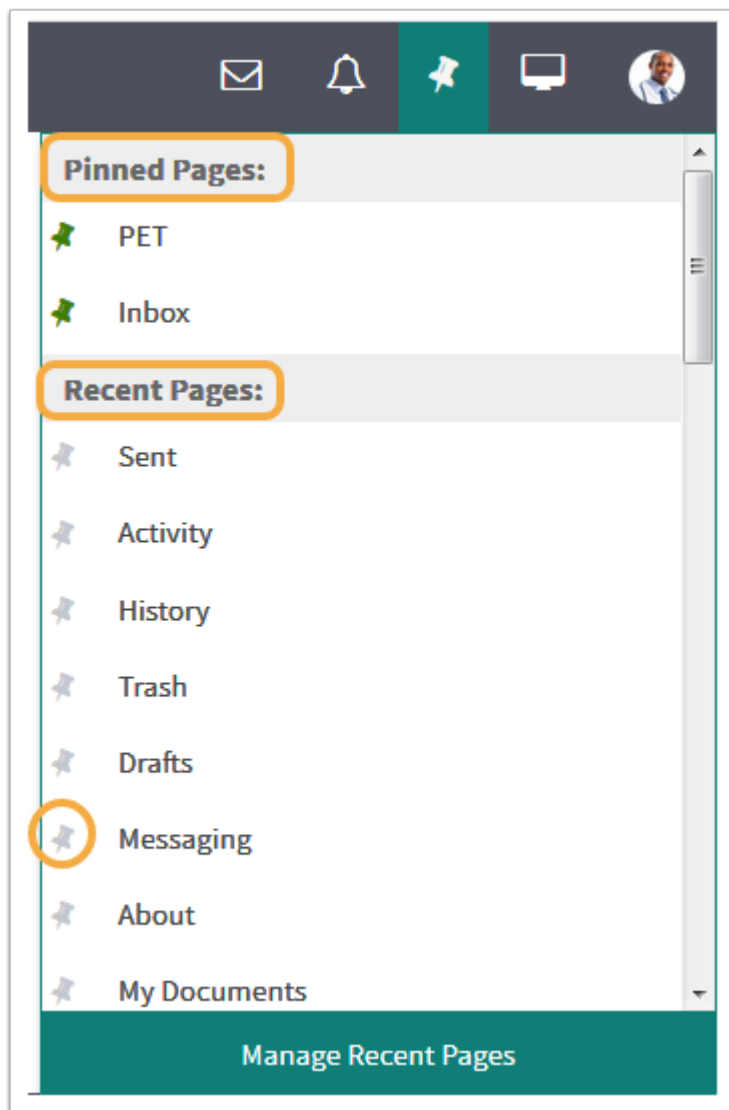 Pinned Pages:
PET
Inbox
Recent Pages:
Sent
Activity
History
Trash
Drafts
Messaging
About
My Documents
Manage Recent Pages